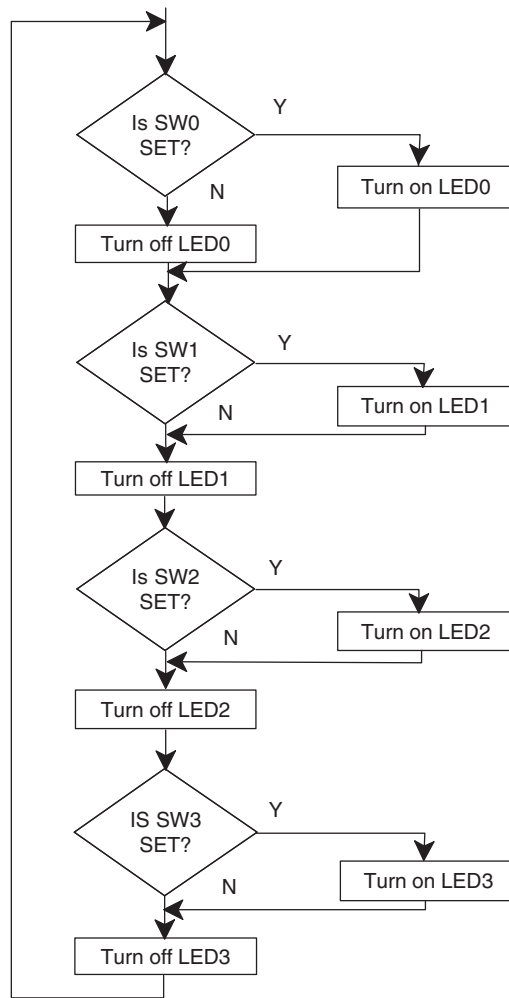 Is SW0
SET?
Y
N
Turn on LED0
Turn off LED0
Is SW1
SET?
Y
N
Turn on LED1
Turn off LED1
Is SW2
SET?
Y
N
Turn on LED2
Turn off LED2
IS SW3
SET?
Y
N
Turn on LED3
Turn off LED3